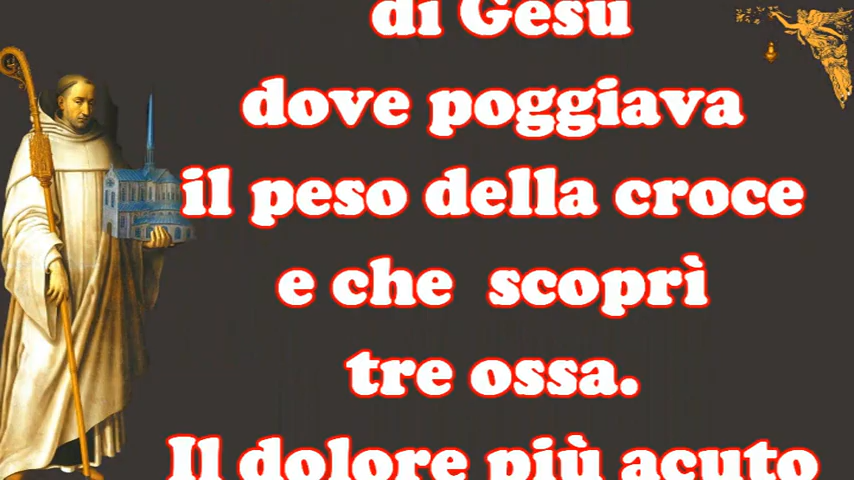 di Gesù
dove poggiava
il peso della croce
e che scoprì
tre ossa.
Il dolore più acuto